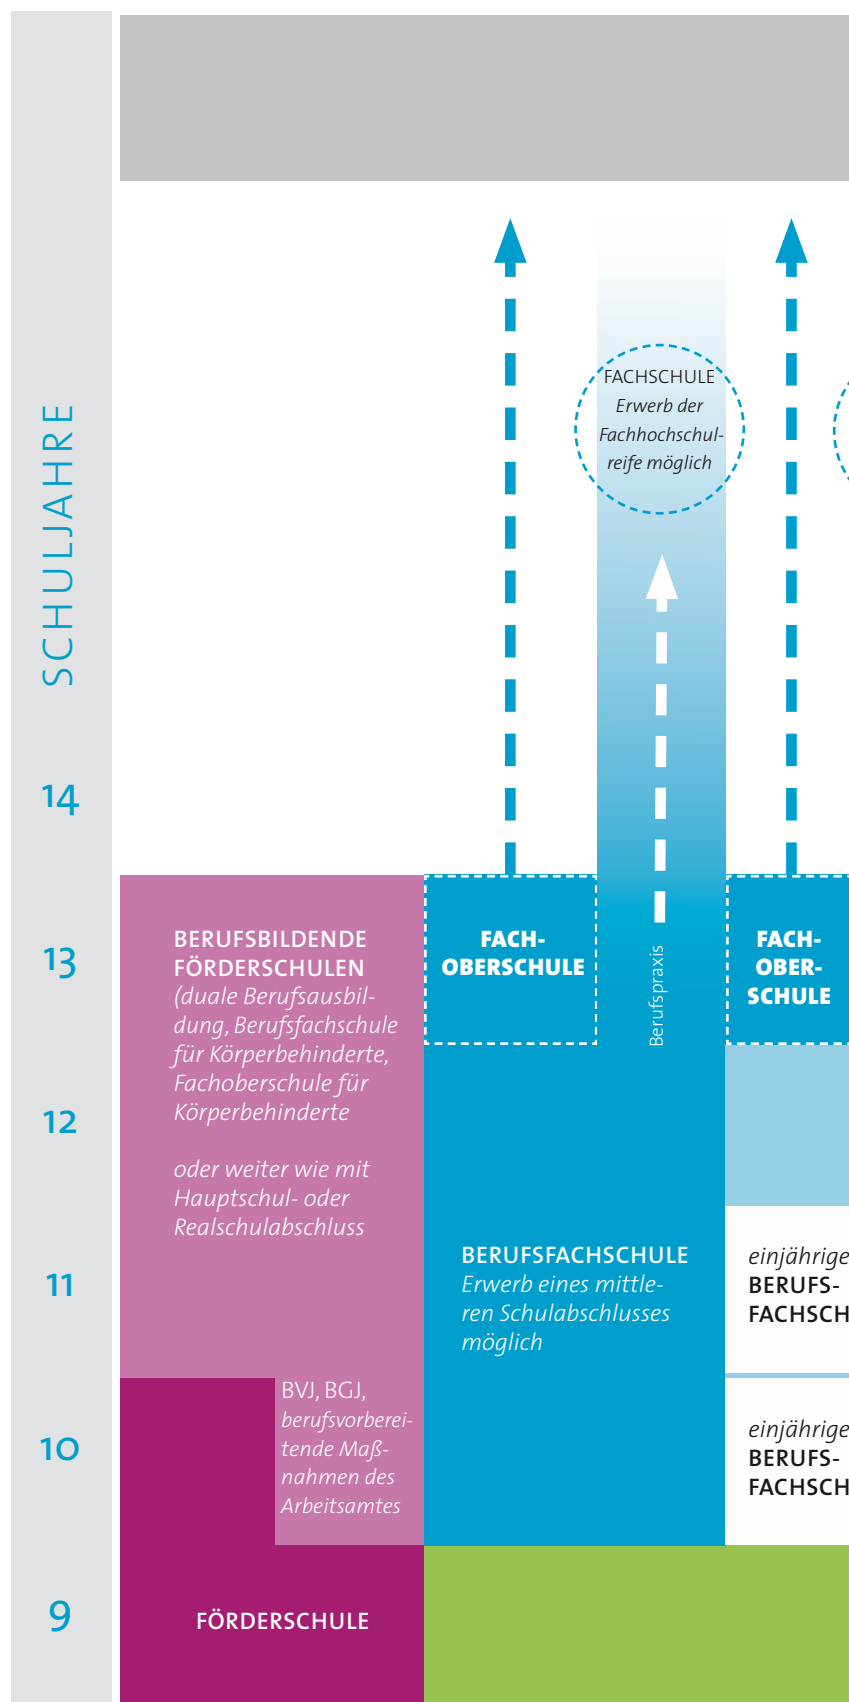 SCHULJAHRE
14
13
12
11
10
9
FACHSCHULE
Erwerb der
Fachhochschul-
reife möglich
Berufspraxis
BERUFSBILDENDE
FÖRDERSCHULEN
(duale Berufsausbil-
dung, Berufsfachschule
für Körperbehinderte,
Fachoberschule für
Körperbehinderte
oder weiter wie mit
Hauptschul- oder
Realschulabschluss
FACH-
OBERSCHULE
FACH-
OBER-
SCHULE
BERUFSFACHSCHULE
Erwerb eines mittle-
ren Schulabschlusses
möglich
einjährige
BERUFS-
FACHSCH
BVJ, BGJ,
berufsvorberei-
tende Maß-
nahmen des
Arbeitsamtes
einjährige
BERUFS-
FACHSCH
FÖRDERSCHULE